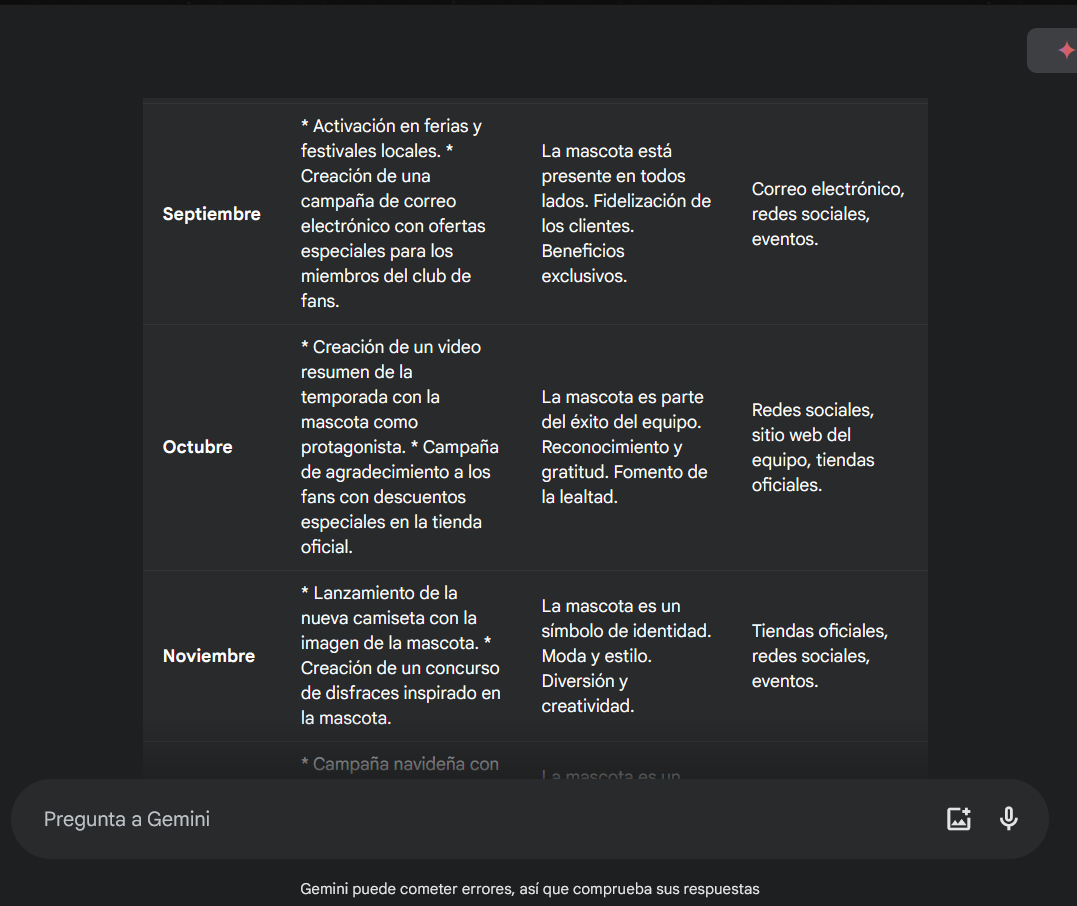 * Activación en ferias y
festivales locales. *
Creación de una
campaña de correo
electrónico con ofertas
especiales para los
miembros del club de
fans.
Septiembre
La mascota está
presente en todos
lados. Fidelización de
los clientes.
Beneficios
exclusivos.
Correo electrónico,
redes sociales,
eventos.
* Creación de un video
resumen de la
temporada con la
mascota como
protagonista. * Campaña
de agradecimiento a los
fans con descuentos
especiales en la tienda
oficial.
Octubre
La mascota es parte
del éxito del equipo.
Reconocimiento y
gratitud. Fomento de
la lealtad.
Redes sociales,
sitio web del
equipo, tiendas
oficiales.
* Lanzamiento de la
nueva camiseta con la
imagen de la mascota. *
Creación de un concurso
de disfraces inspirado en
la mascota.
Noviembre
La mascota es un
símbolo de identidad.
Moda y estilo.
Diversión y
creatividad.
Tiendas oficiales,
redes sociales,
eventos.
* Campaña navideña con
La mascota es un
Pregunta a Gemini
Gemini puede cometer errores, así que comprueba sus respuestas